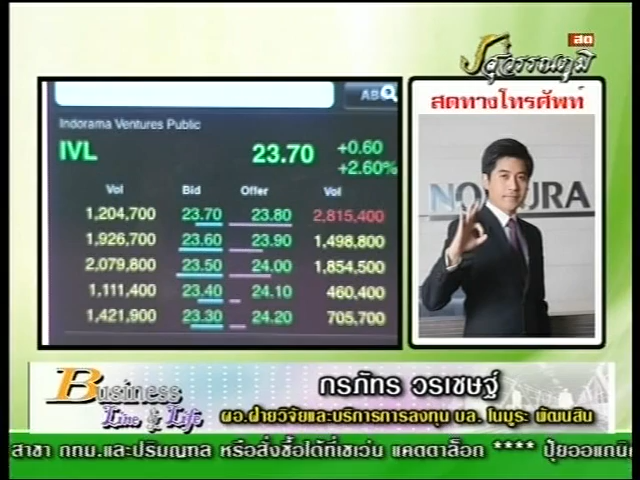 สด
สุวรรณภูมิ
AB
สดทางโทรศัพท์
Indorama Ventures Public
IVL 23.70 +0.60
+2.60%
Vol Bid Offer Vol
1,204,700 23.70 23.80 2,815,400
1,926,700 23.60 23.90 1,498,800
2,079,800 23.50 24.00 1,854,500
1,111,400 23.40 24.10 460,400
1,421,900 23.30 24.20 705,700
NO URA
Business
Line & Life
กรภัทร วรเชษฐ์
ผอ.ฝ่ายวิจัยและบริการการลงทุน บล. โนมูระ พัฒนสิน
สาขา กทม.และปริมณฑล หรือสั่งซื้อได้ที่เซเว่น แคตตาล็อก **** ปุ๋ยออแกนิค